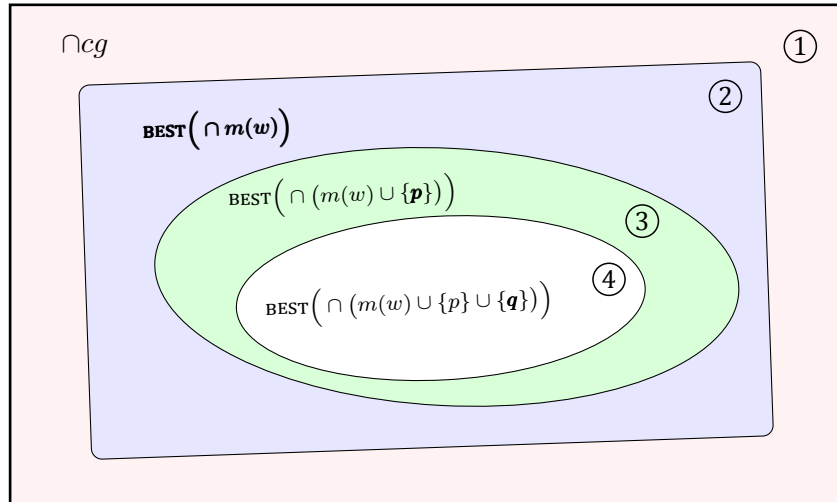 ∩cg
①
②
BEST(∩ m(w))
BEST(∩ (m(w) ∪ {p}))
③
④
BEST(∩ (m(w) ∪ {p} ∪ {q}))